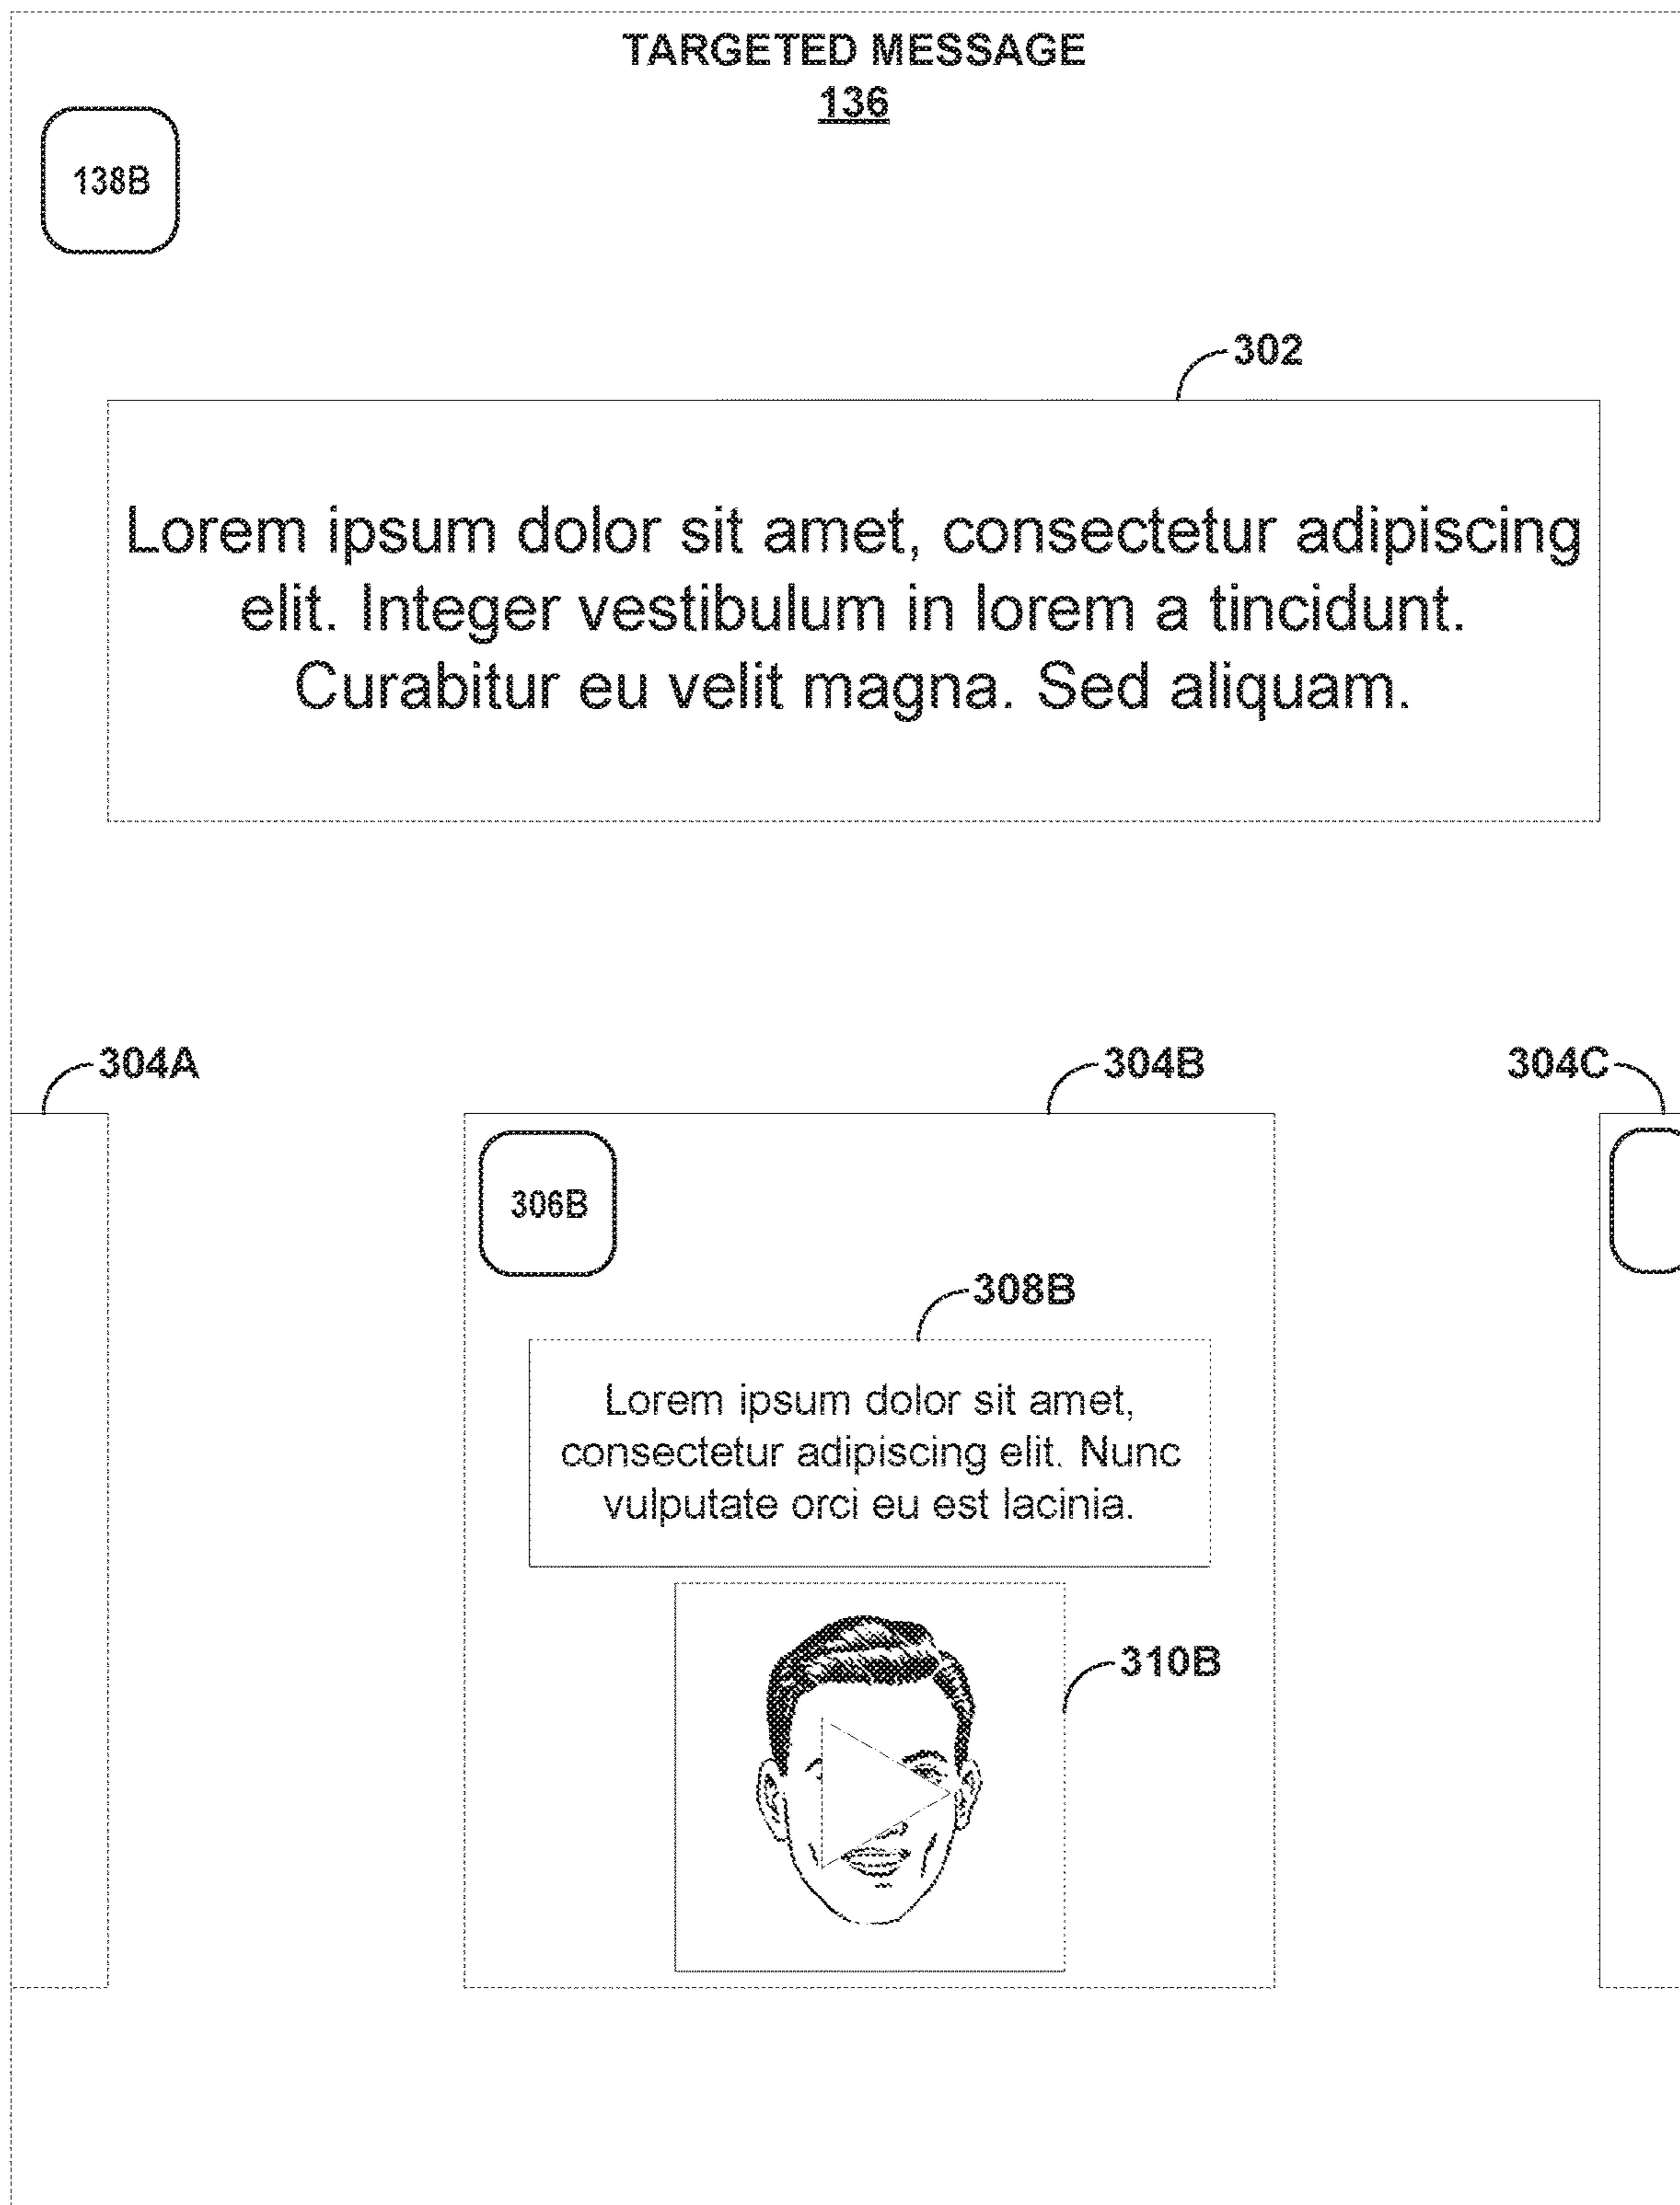 TARGETED MESSAGE
136
138B
302
Lorem ipsum dolor sit amet, consectetur adipiscing
elit. Integer vestibulum in lorem a tincidunt.
Curabitur eu velit magna. Sed aliquam.
304A
304B
304C
306B
308B
Lorem ipsum dolor sit amet,
consectetur adipiscing elit. Nunc
vulputate orci eu est lacinia.
310B